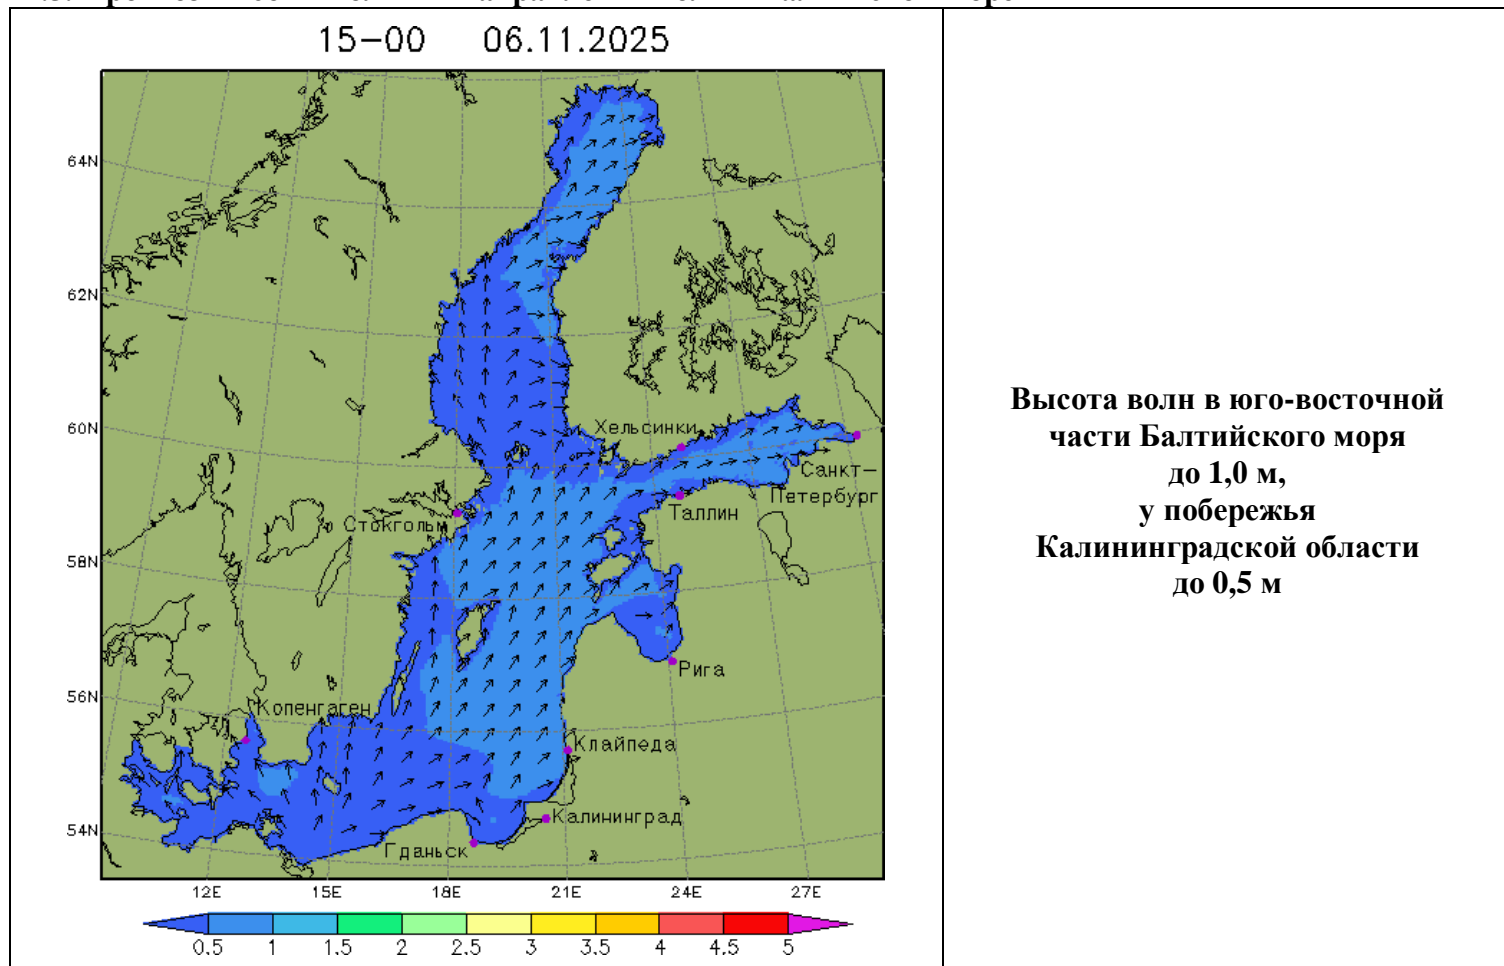 15-00 06.11.2025
64N
62N
60N
58N
56N
54N
Хельсинки
Санкт-
Петербург
Таллин
Стокгольм
Рига
Копенгаген
Клайпеда
Калининград
Гданьск
12E 15E 18E 21E 24E 27E
0.5 1 1.5 2 2.5 3 3.5 4 4.5 5
Высота волн в юго-восточной
части Балтийского моря
до 1,0 м,
у побережья
Калининградской области
до 0,5 м